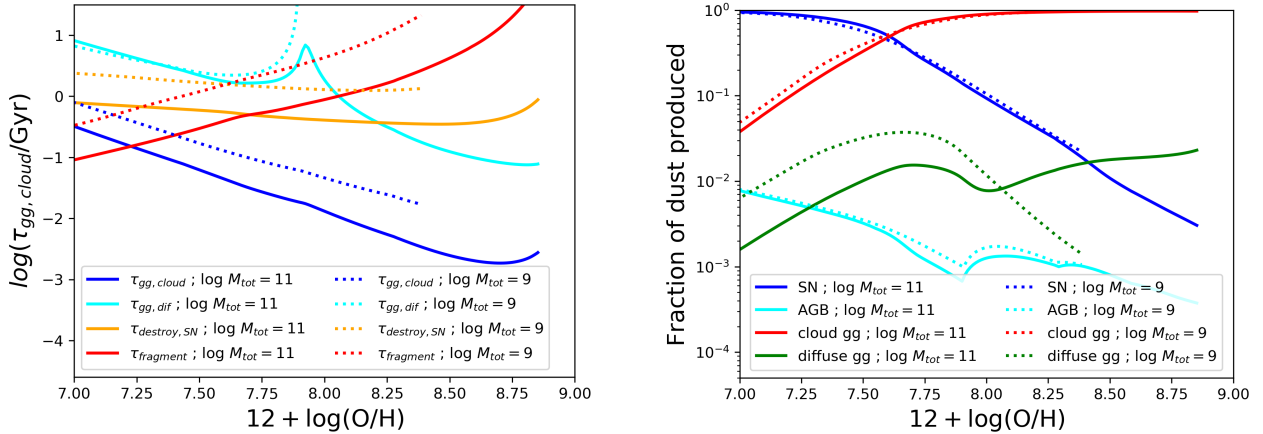 log(τgg,cloud/Gyr)
1
0
−1
−2
−3
−4
τgg,cloud ; log Mtot = 11
τgg,dif ; log Mtot = 11
τdestroy,SN ; log Mtot = 11
τfragment ; log Mtot = 11
τgg,cloud ; log Mtot = 9
τgg,dif ; log Mtot = 9
τdestroy,SN ; log Mtot = 9
τfragment ; log Mtot = 9
7.00 7.25 7.50 7.75 8.00 8.25 8.50 8.75 9.00
12 + log(O/H)
Fraction of dust produced
10⁰
10⁻¹
10⁻²
10⁻³
10⁻⁴
SN ; log Mtot = 11
AGB ; log Mtot = 11
cloud gg ; log Mtot = 11
diffuse gg ; log Mtot = 11
SN ; log Mtot = 9
AGB ; log Mtot = 9
cloud gg ; log Mtot = 9
diffuse gg ; log Mtot = 9
7.00 7.25 7.50 7.75 8.00 8.25 8.50 8.75 9.00
12 + log(O/H)